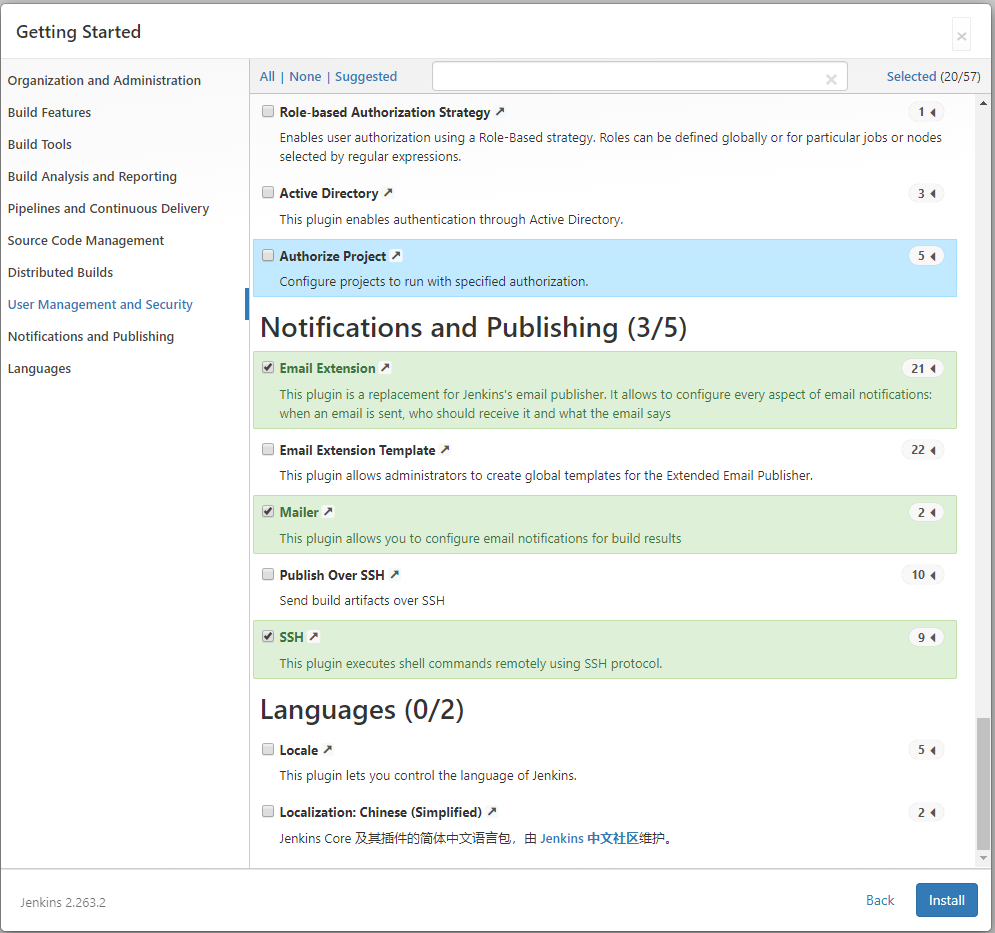 Getting Started
Organization and Administration
Build Features
Build Tools
Build Analysis and Reporting
Pipelines and Continuous Delivery
Source Code Management
Distributed Builds
User Management and Security
Notifications and Publishing
Languages
All | None | Suggested
Selected (20/57)
Role-based Authorization Strategy 1
Enables user authorization using a Role-Based strategy. Roles can be defined globally or for particular jobs or nodes
selected by regular expressions.
Active Directory 3
This plugin enables authentication through Active Directory.
Authorize Project 5
Configure projects to run with specified authorization.
Notifications and Publishing (3/5)
Email Extension 21
This plugin is a replacement for Jenkins's email publisher. It allows to configure every aspect of email notifications:
when an email is sent, who should receive it and what the email says
Email Extension Template 22
This plugin allows administrators to create global templates for the Extended Email Publisher.
Mailer 2
This plugin allows you to configure email notifications for build results
Publish Over SSH 10
Send build artifacts over SSH
SSH 9
This plugin executes shell commands remotely using SSH protocol.
Languages (0/2)
Locale 5
This plugin lets you control the language of Jenkins.
Localization: Chinese (Simplified) 2
Jenkins Core 及其插件的简体中文语言包，由 Jenkins 中文社区维护。
Jenkins 2.263.2
Back
Install